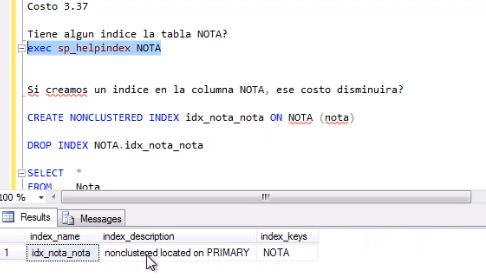 Costo 3.37
Tiene algun indice la tabla NOTA?
exec sp_helpindex NOTA
Si creamos un indice en la columna NOTA, ese costo disminuira?
CREATE NONCLUSTERED INDEX idx_nota_nota ON NOTA (nota)
DROP INDEX NOTA.idx_nota_nota
SELECT *
FROM Nota
100 %
Results Messages
index_name index_description index_keys
1 idx_nota_nota nonclustered located on PRIMARY NOTA